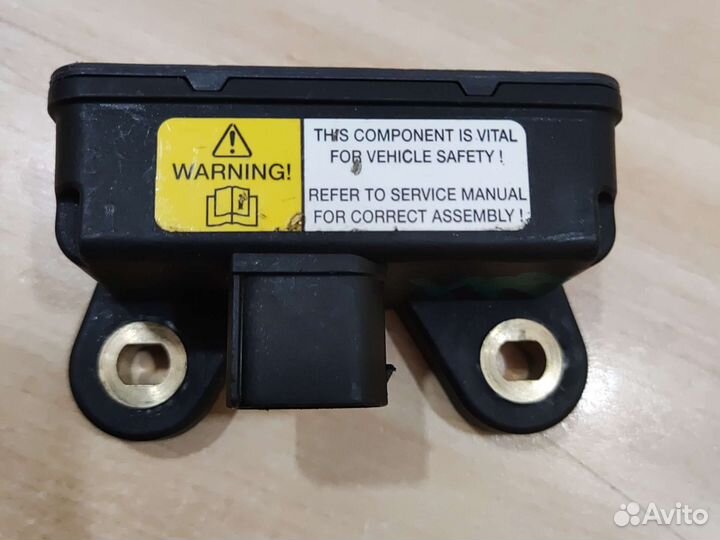 WARNING!
THIS COMPONENT IS VITAL
FOR VEHICLE SAFETY !
REFER TO SERVICE MANUAL
FOR CORRECT ASSEMBLY !
Avito